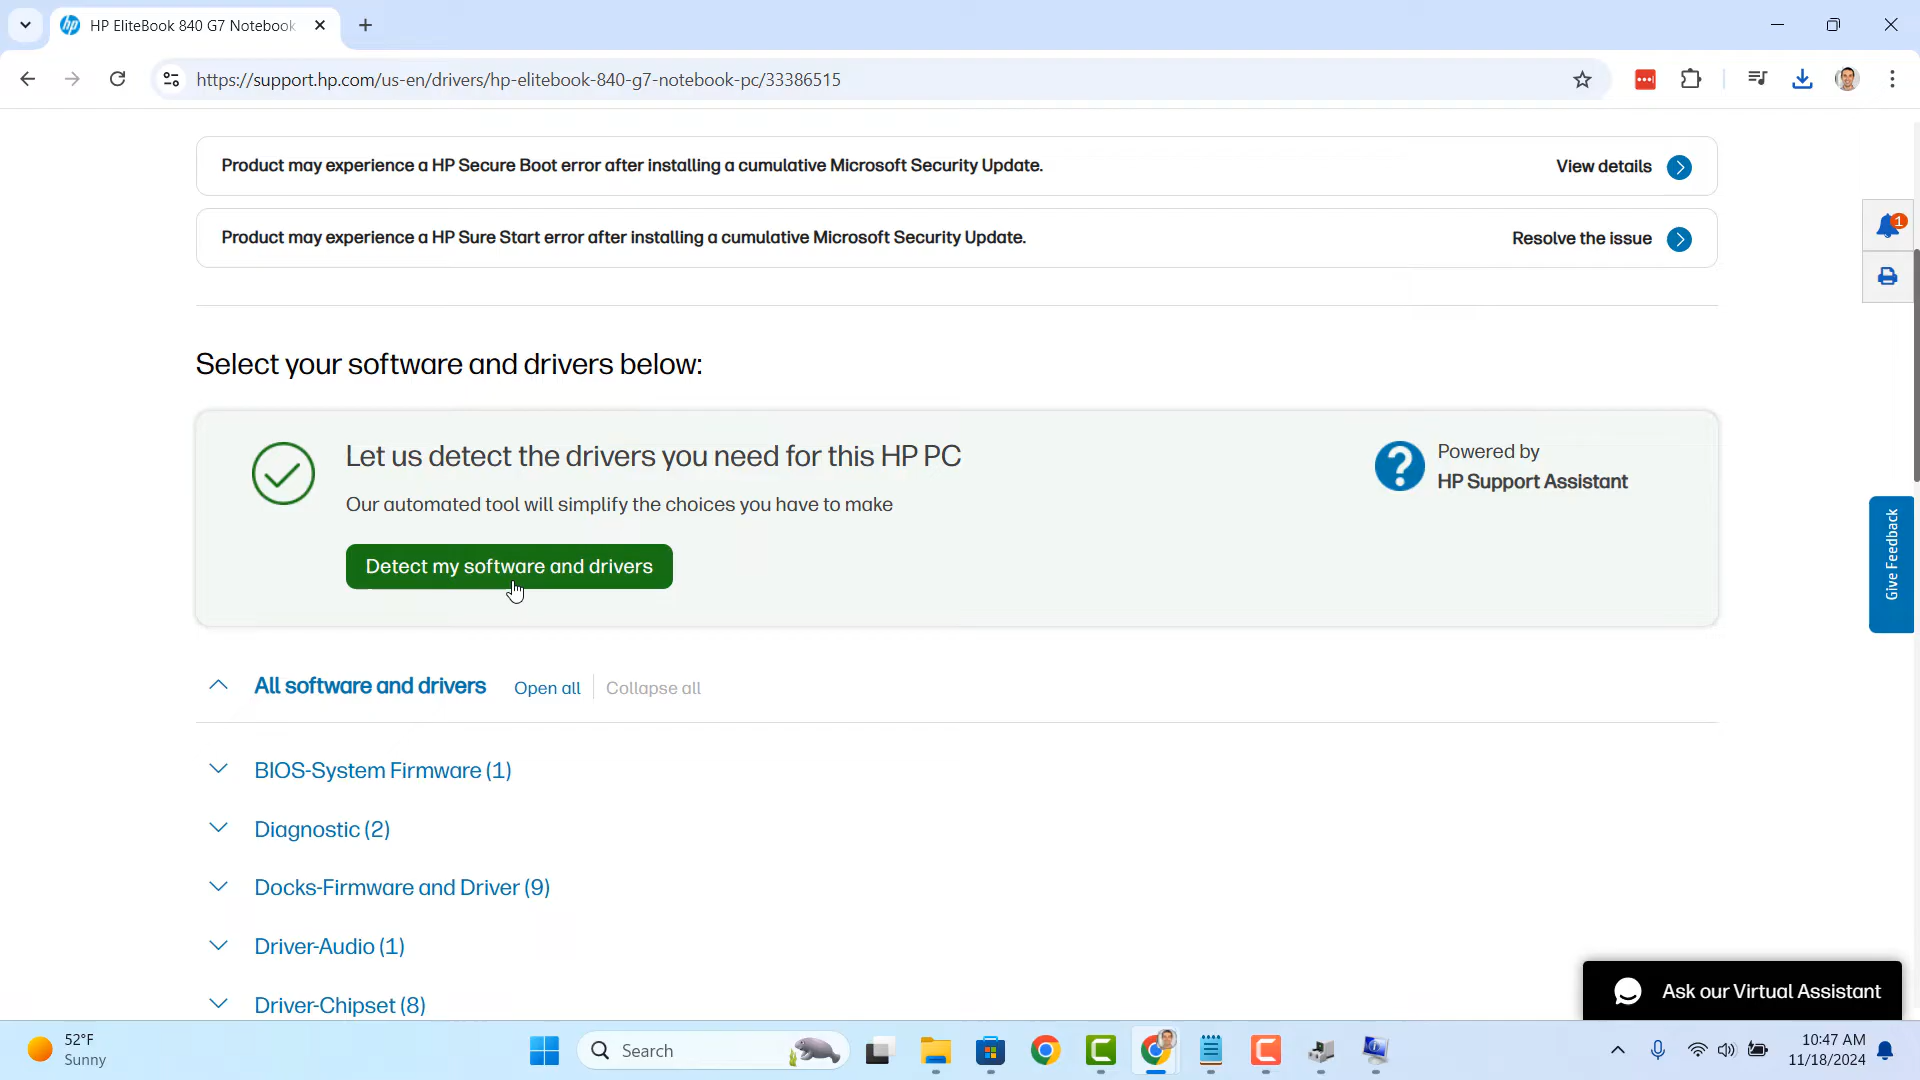 HP EliteBook 840 G7 Notebook
https://support.hp.com/us-en/drivers/hp-elitebook-840-g7-notebook-pc/33386515
Product may experience a HP Secure Boot error after installing a cumulative Microsoft Security Update.
View details
Product may experience a HP Sure Start error after installing a cumulative Microsoft Security Update.
Resolve the issue
1
Select your software and drivers below:
Let us detect the drivers you need for this HP PC
Our automated tool will simplify the choices you have to make
Detect my software and drivers
Powered by
HP Support Assistant
Give Feedback
All software and drivers
Open all
Collapse all
BIOS-System Firmware (1)
Diagnostic (2)
Docks-Firmware and Driver (9)
Driver-Audio (1)
Driver-Chipset (8)
Ask our Virtual Assistant
52°F
Sunny
Search
10:47 AM
11/18/2024